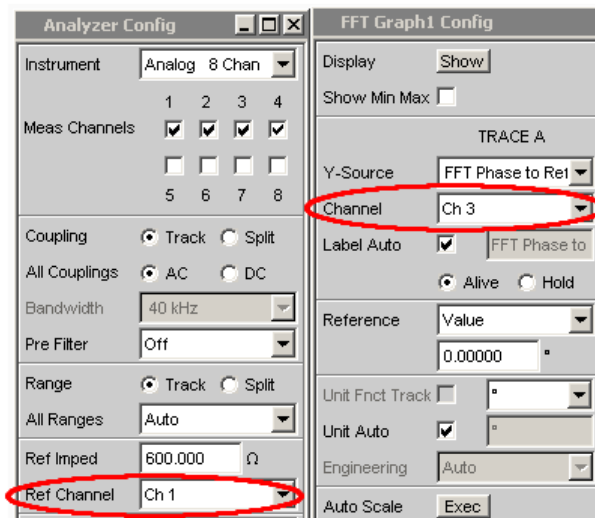 Analyzer Config
Instrument Analog 8 Chan
1 2 3 4
Meas Channels
5 6 7 8
Coupling Track Split
All Couplings AC DC
Bandwidth 40 kHz
Pre Filter Off
Range Track Split
All Ranges Auto
Ref Imped 600.000 Ω
Ref Channel Ch 1
FFT Graph1 Config
Display Show
Show Min Max
TRACE A
Y-Source FFT Phase to Ref
Channel Ch 3
Label Auto FFT Phase to
Alive Hold
Reference Value
0.00000 °
Unit Fnct Track °
Unit Auto °
Engineering Auto
Auto Scale Exec